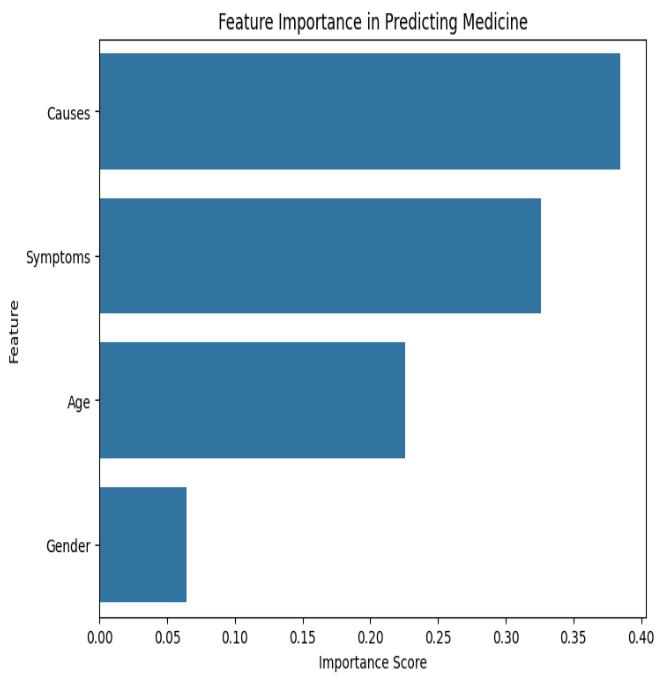 Feature Importance in Predicting Medicine
Causes
Symptoms
Age
Gender
Feature
0.00 0.05 0.10 0.15 0.20 0.25 0.30 0.35 0.40
Importance Score